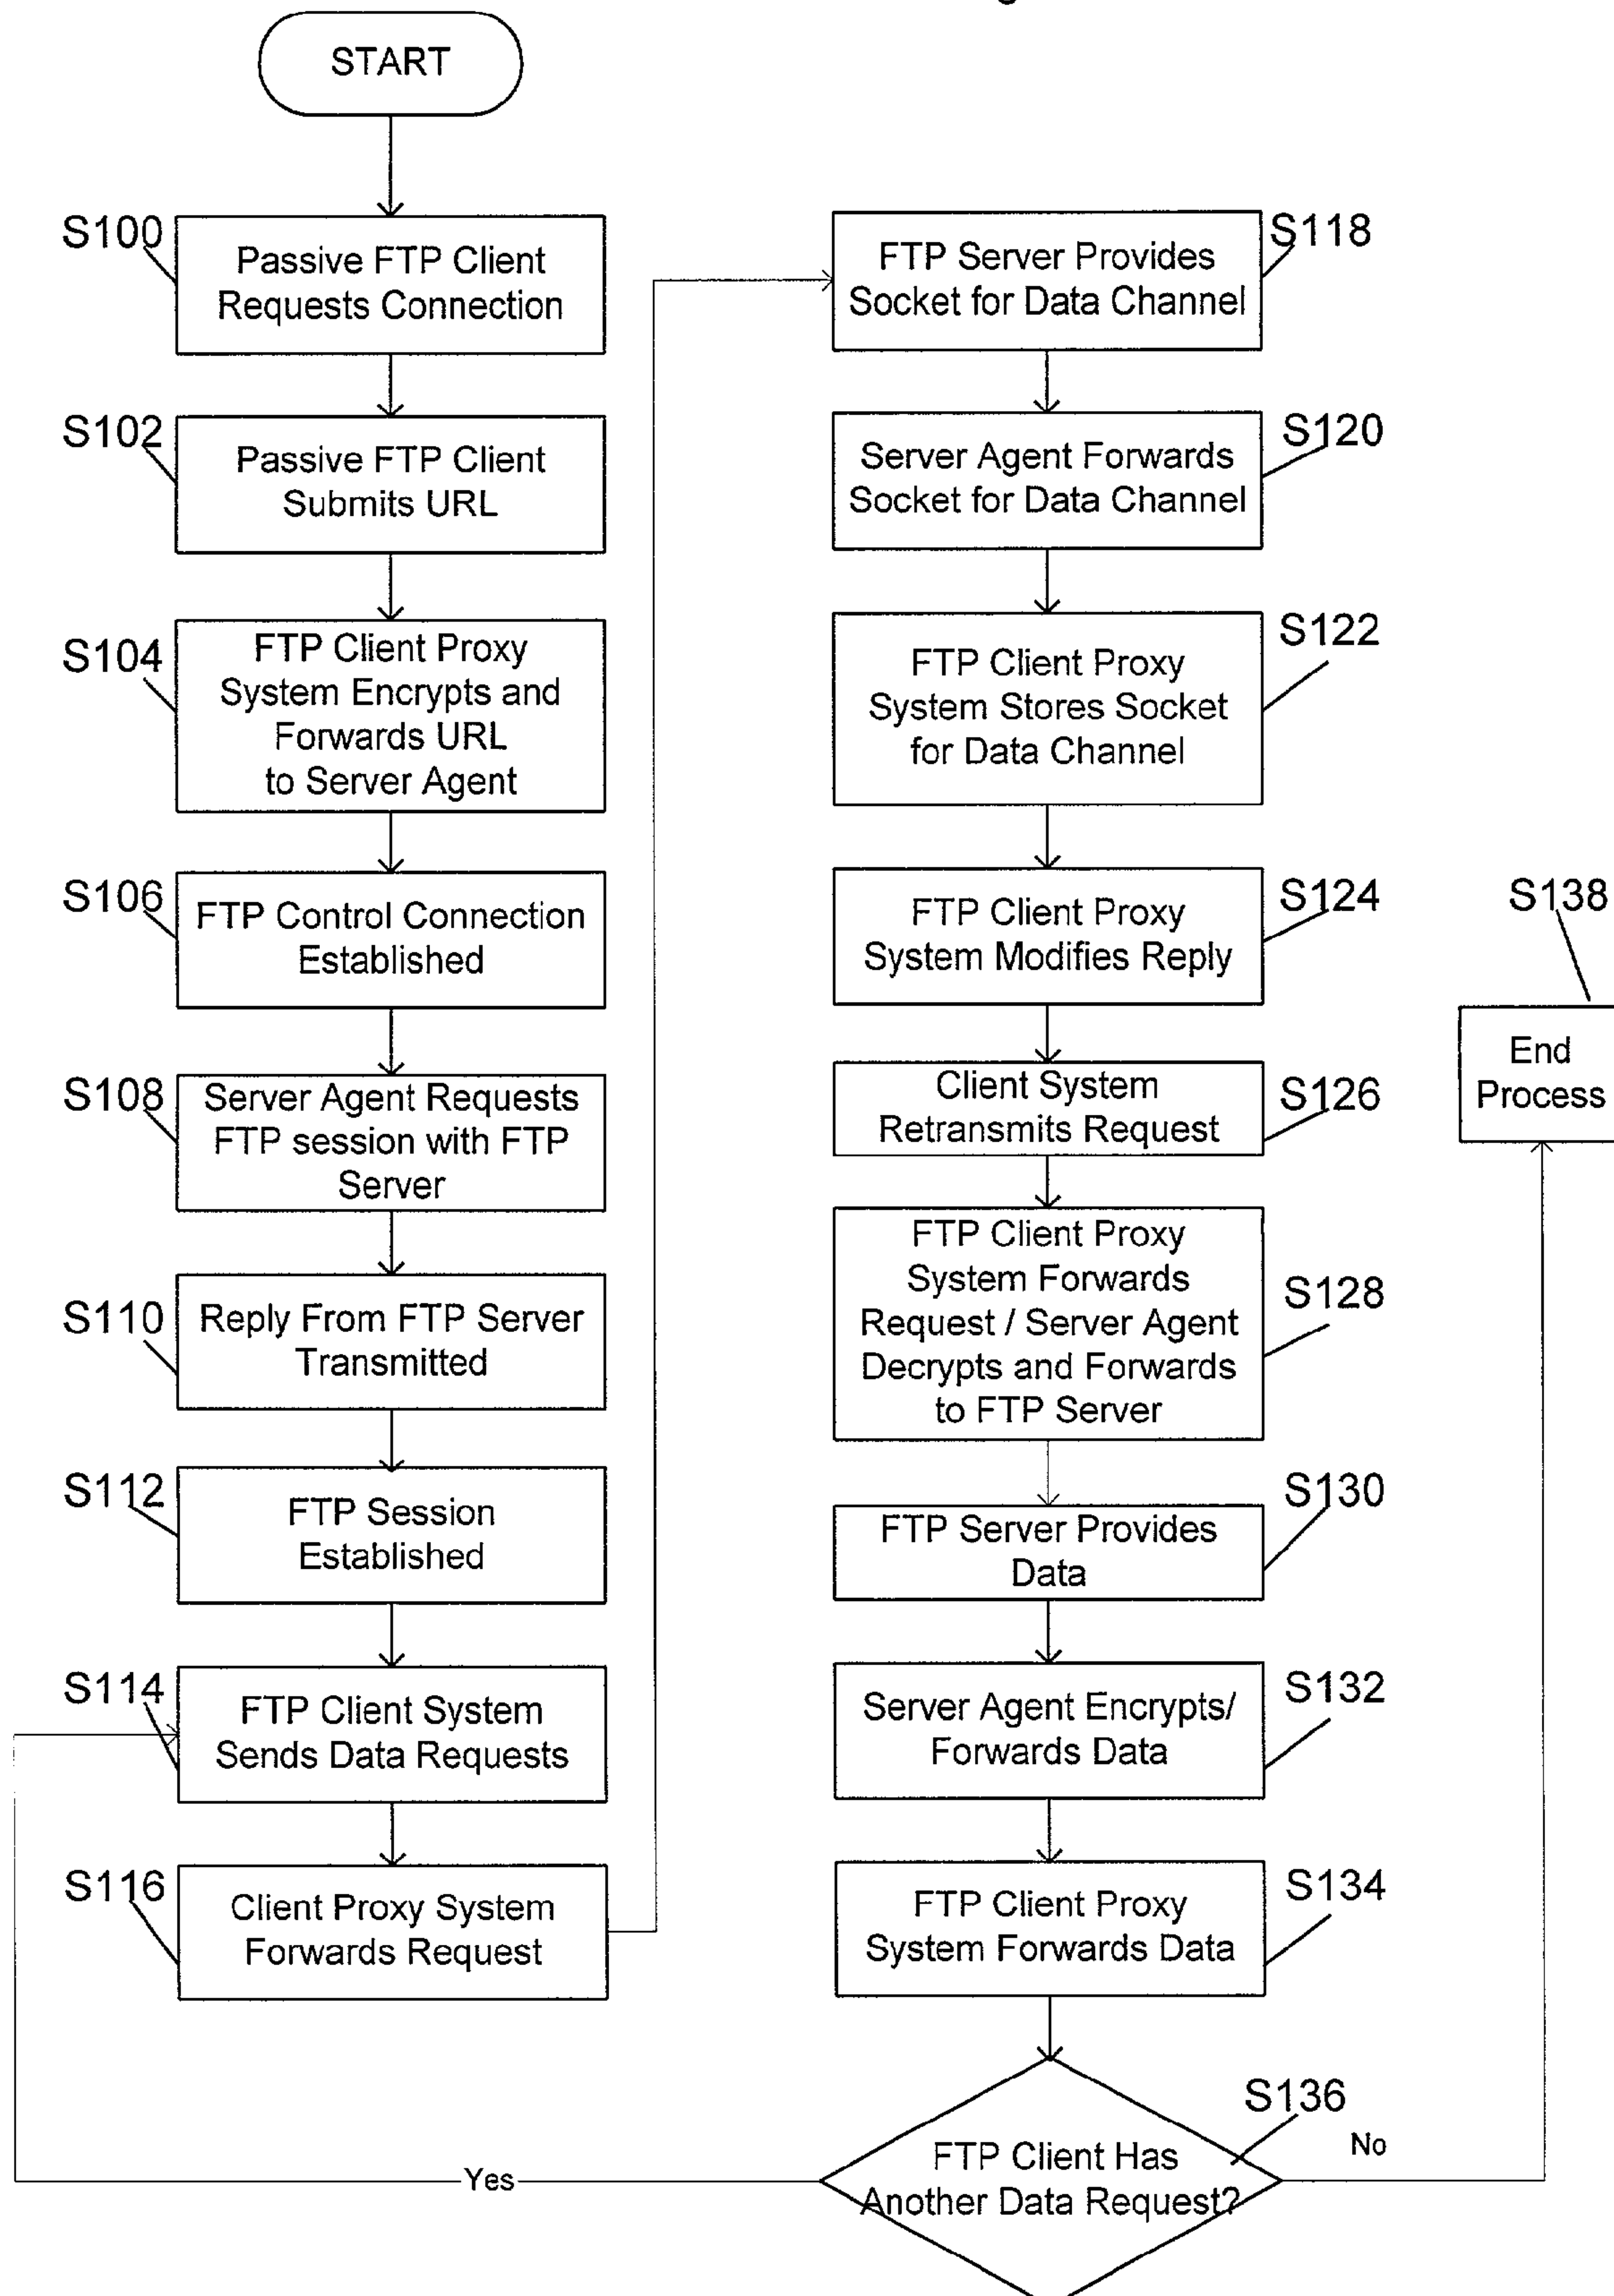 START
S100
Passive FTP Client
Requests Connection
S102
Passive FTP Client
Submits URL
S104
FTP Client Proxy
System Encrypts and
Forwards URL
to Server Agent
S106
FTP Control Connection
Established
S108
Server Agent Requests
FTP session with FTP
Server
S110
Reply From FTP Server
Transmitted
S112
FTP Session
Established
S114
FTP Client System
Sends Data Requests
S116
Client Proxy System
Forwards Request
S118
FTP Server Provides
Socket for Data Channel
S120
Server Agent Forwards
Socket for Data Channel
S122
FTP Client Proxy
System Stores Socket
for Data Channel
S124
FTP Client Proxy
System Modifies Reply
S126
Client System
Retransmits Request
S128
FTP Client Proxy
System Forwards
Request / Server Agent
Decrypts and Forwards
to FTP Server
S130
FTP Server Provides
Data
S132
Server Agent Encrypts/
Forwards Data
S134
FTP Client Proxy
System Forwards Data
S136
FTP Client Has
Another Data Request?
Yes
No
S138
End
Process